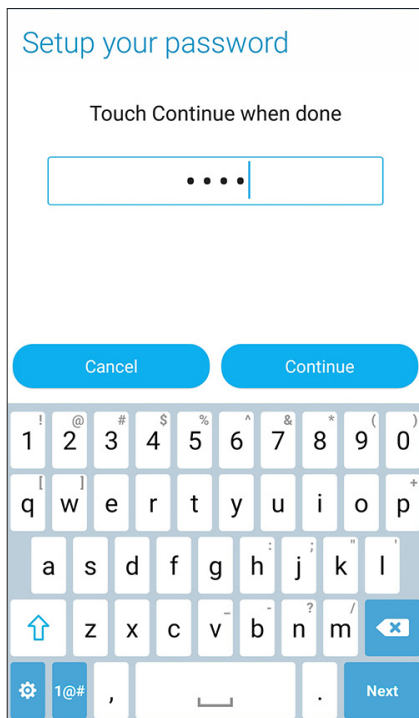 Setup your password
Touch Continue when done
••••
Cancel Continue
! @ # $ % ^ & * ( )
1 2 3 4 5 6 7 8 9 0
[ ] +
q w e r t y u i o p
: ; " '
a s d f g h j k l
_ - ? /
z x c v b n m
1@# , . Next